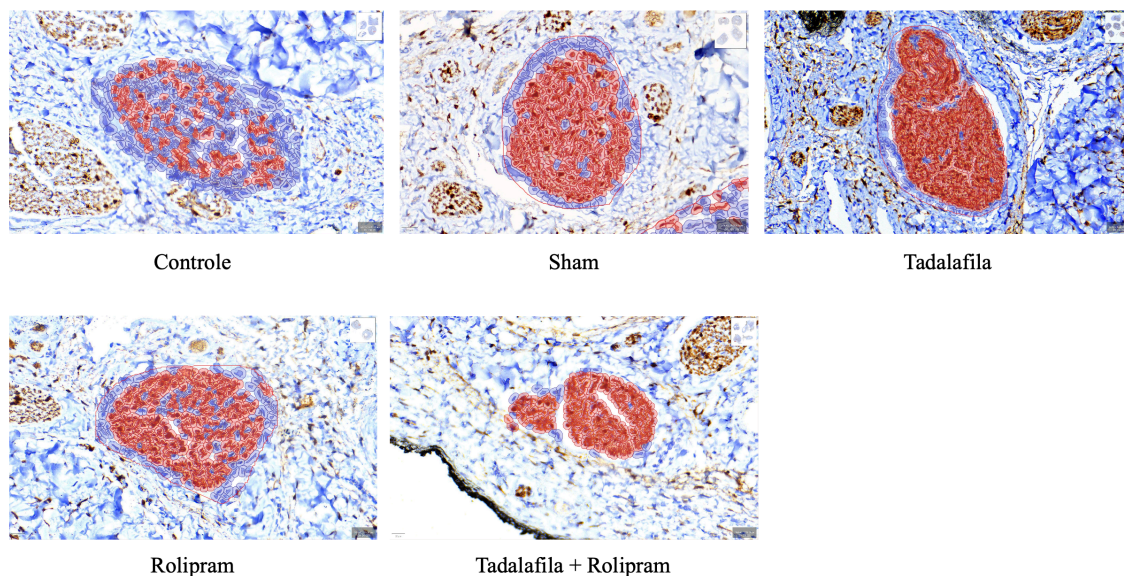 Controle
Sham
Tadalafila
Rolipram
Tadalafila + Rolipram